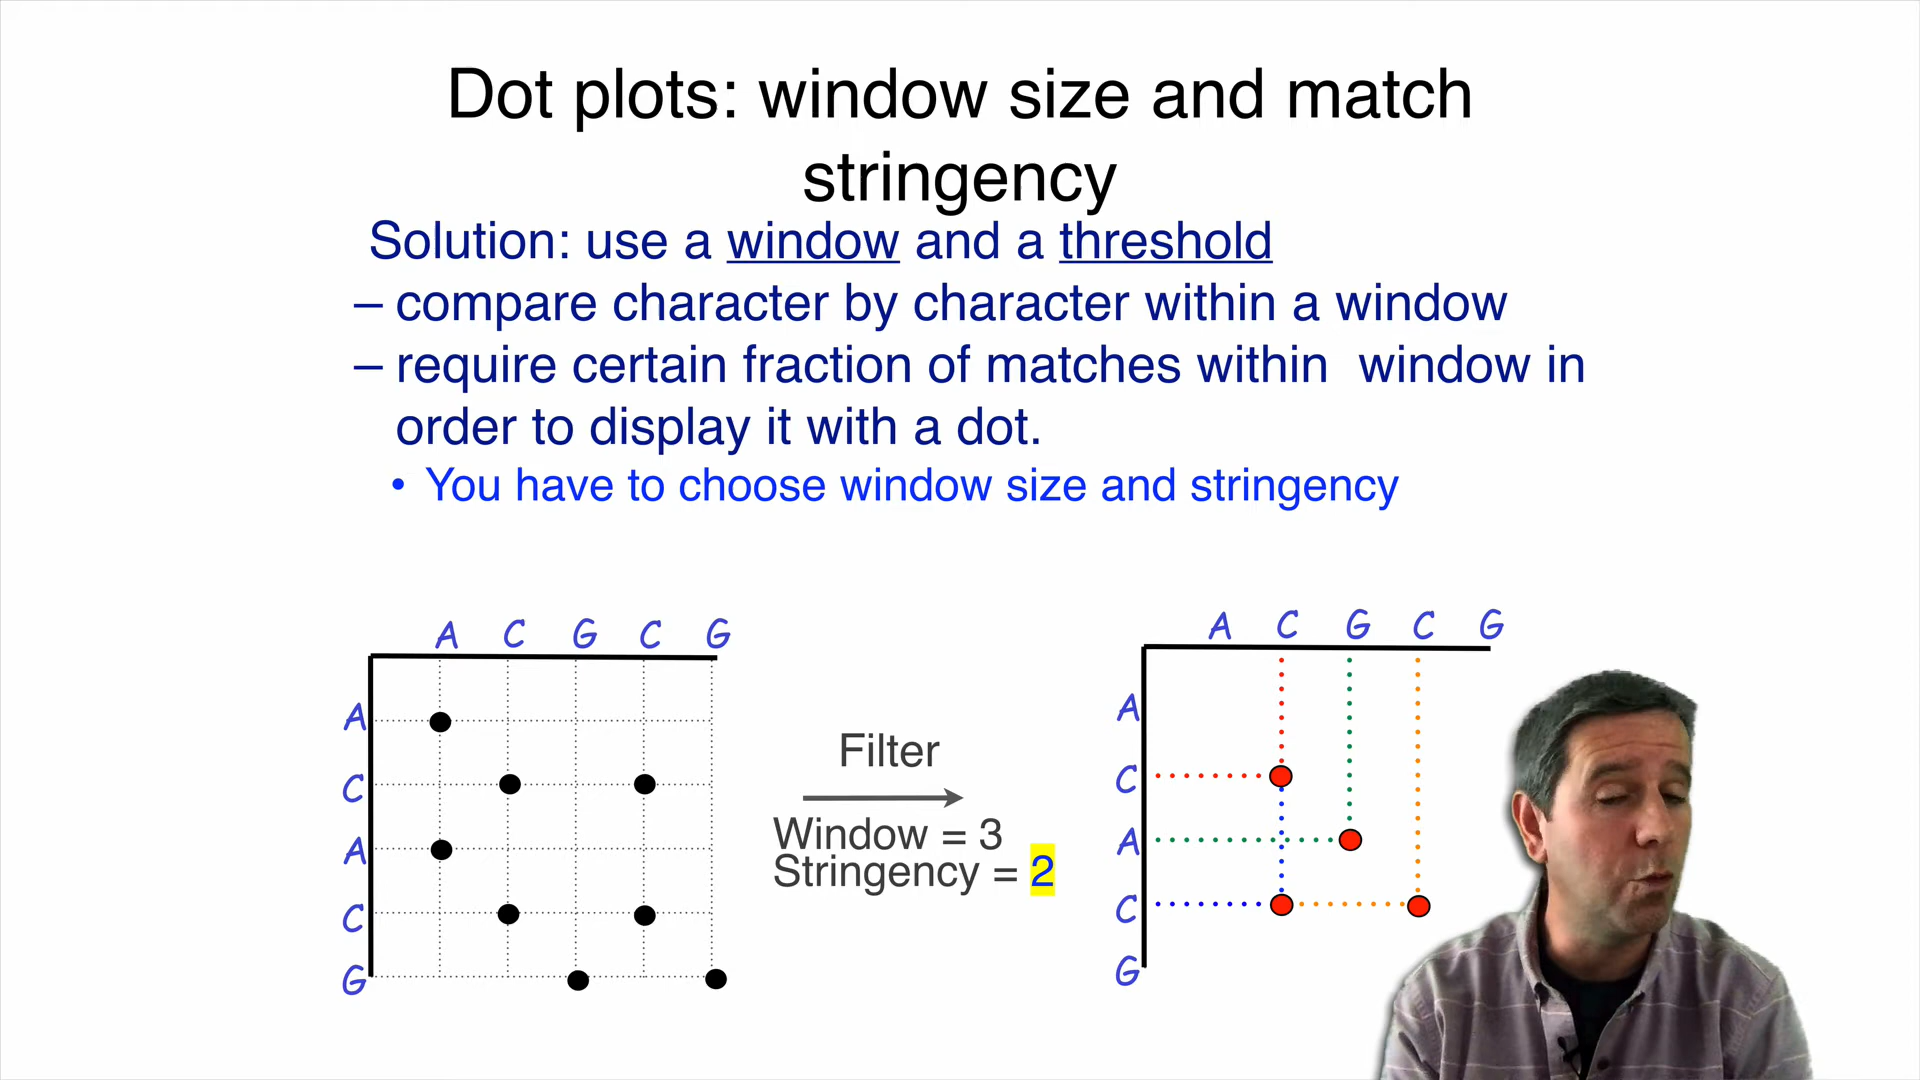 Dot plots: window size and match
stringency
Solution: use a window and a threshold
– compare character by character within a window
– require certain fraction of matches within window in
order to display it with a dot.
• You have to choose window size and stringency
A C G C G
A
C
A
C
G
Filter
Window = 3
Stringency = 2
A C G C G
A
C
A
C
G